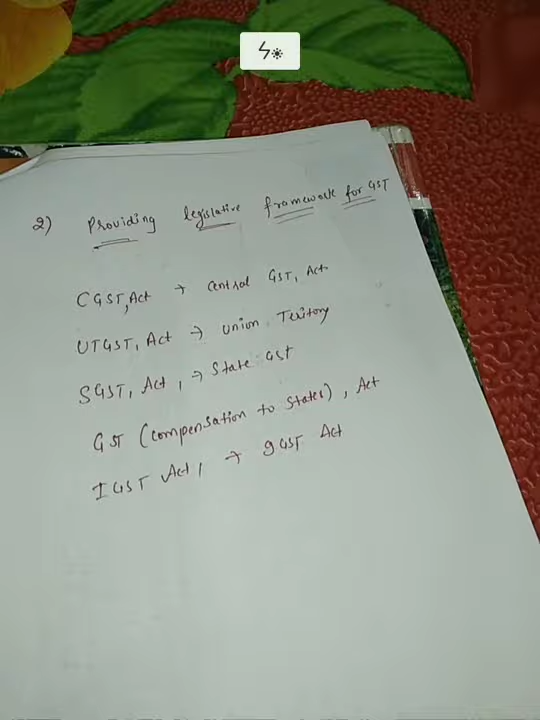 2) Providing legislative framework for GST
CGST, Act → Central GST, Act
UTGST, Act → Union Teritory
SGST, Act, → State GST
GST (Compensation to States), Act
IGST Act, → IGST Act